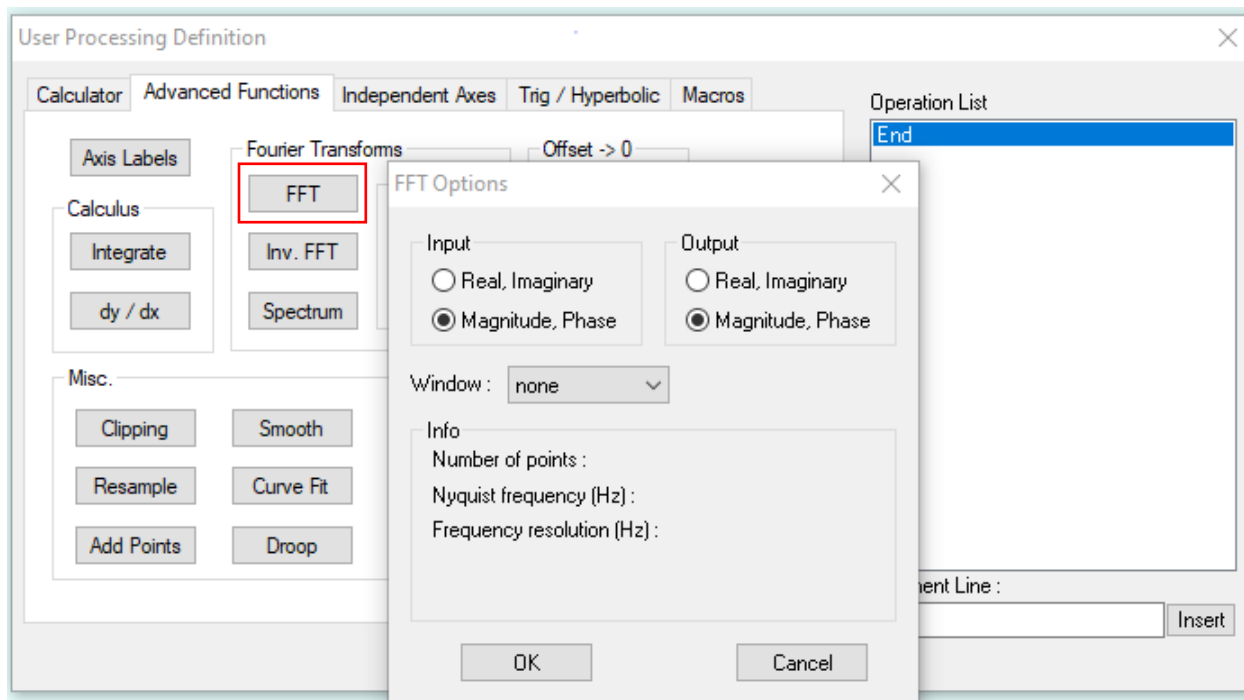 User Processing Definition
Calculator Advanced Functions Independent Axes Trig / Hyperbolic Macros
Axis Labels
Calculus
Integrate
dy / dx
Fourier Transforms
FFT
Inv. FFT
Spectrum
Offset -> 0
Misc.
Clipping
Smooth
Resample
Curve Fit
Add Points
Droop
Operation List
End
ent Line :
Insert
FFT Options
Input
Real, Imaginary
Magnitude, Phase
Output
Real, Imaginary
Magnitude, Phase
Window : none
Info
Number of points :
Nyquist frequency (Hz) :
Frequency resolution (Hz) :
OK
Cancel